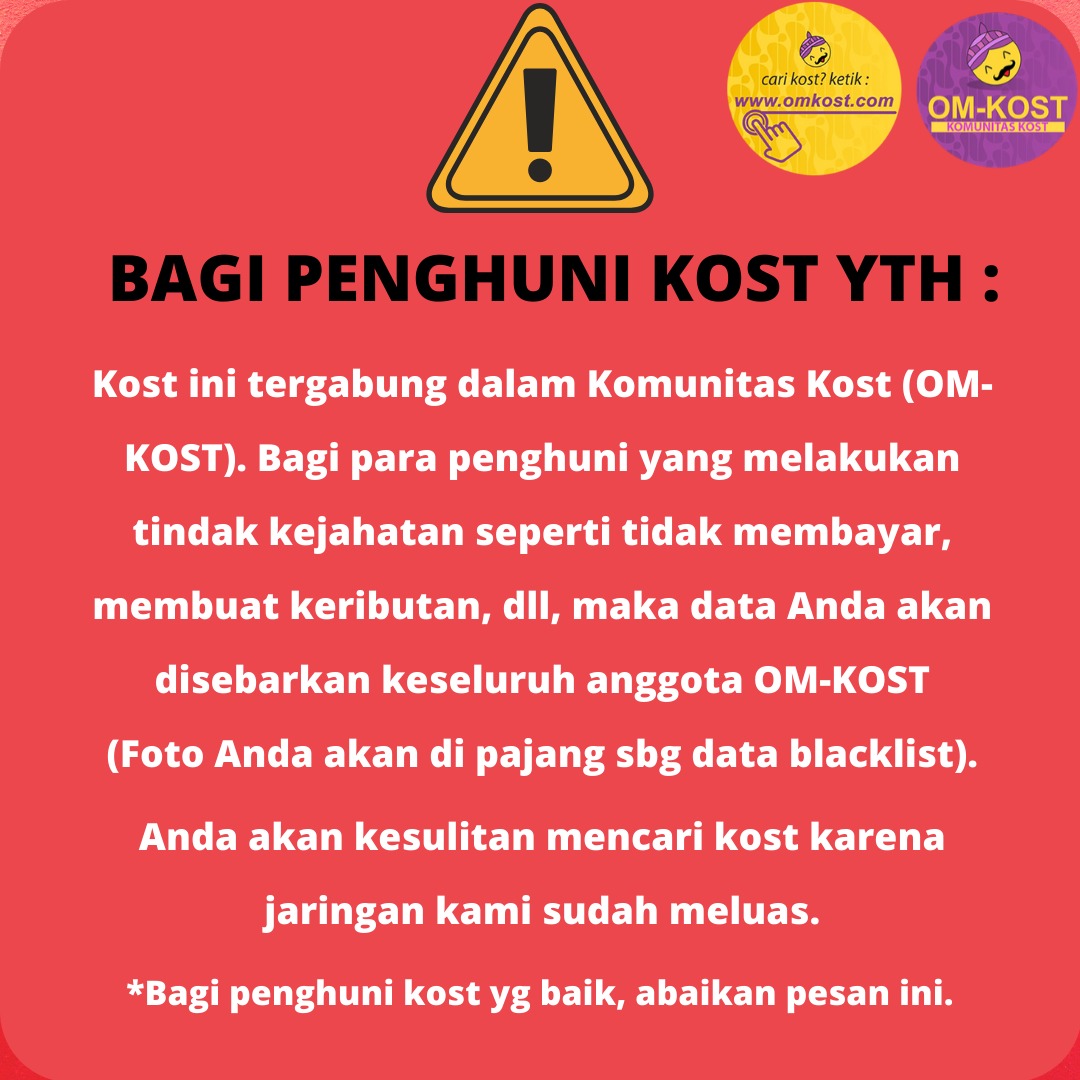 cari kost? ketik :
www.omkost.com
OM-KOST
KOMUNITAS KOST
BAGI PENGHUNI KOST YTH :
Kost ini tergabung dalam Komunitas Kost (OM-
KOST). Bagi para penghuni yang melakukan
tindak kejahatan seperti tidak membayar,
membuat keributan, dll, maka data Anda akan
disebarkan keseluruh anggota OM-KOST
(Foto Anda akan di pajang sbg data blacklist).
Anda akan kesulitan mencari kost karena
jaringan kami sudah meluas.
*Bagi penghuni kost yg baik, abaikan pesan ini.